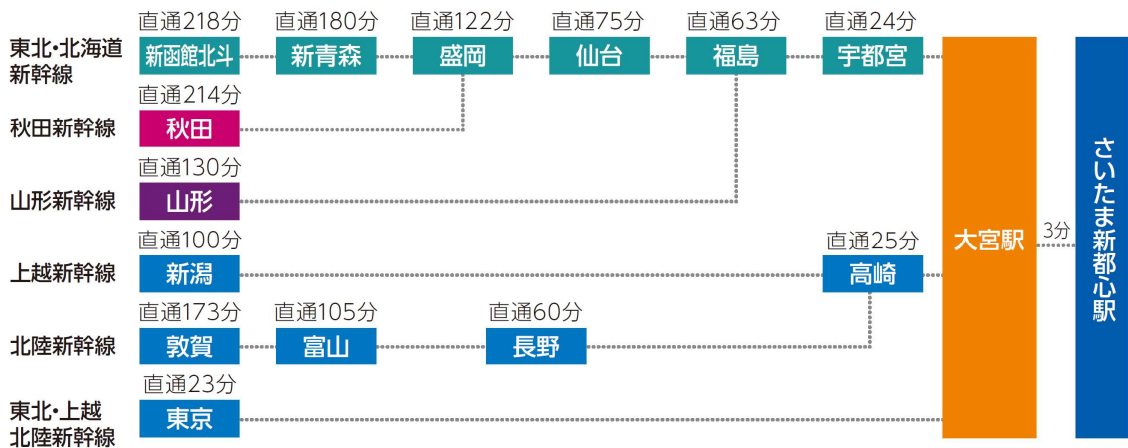 直通218分 直通180分 直通122分 直通75分 直通63分 直通24分
東北・北海道
新幹線
新函館北斗 新青森 盛岡 仙台 福島 宇都宮
直通214分
秋田新幹線 秋田
直通130分
山形新幹線 山形
直通100分 直通25分
上越新幹線 新潟 高崎
大宮駅 3分 さいたま新都心駅
直通173分 直通105分 直通60分
北陸新幹線 敦賀 富山 長野
直通23分
東北・上越
北陸新幹線
東京